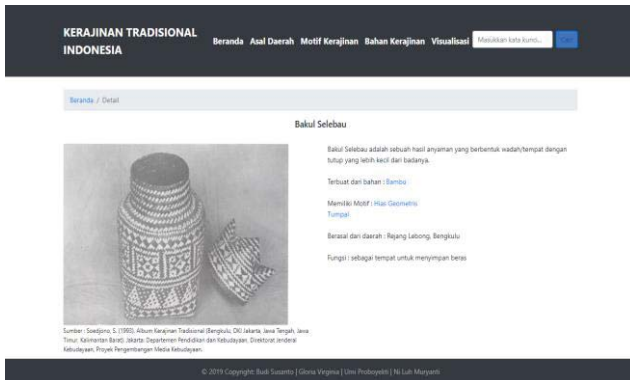 KERAJINAN TRADISIONAL
INDONESIA
Beranda Asal Daerah Motif Kerajinan Bahan Kerajinan Visualisasi Masukkan kata kunci... Cari
Beranda / Detail
Bakul Selebau
Bakul Selebau adalah sebuah hasil anyaman yang berbentuk wadah/tempat dengan
tutup yang lebih kecil dari badanya.
Terbuat dari bahan : Bambo
Memiliki Motif : Hias Geometris
Tumpal
Berasal dari daerah : Rejang Lebong, Bengkulu
Fungsi : sebagai tempat untuk menyimpan beras
Sumber : Soedjono, S. (1993). Album Kerajinan Tradisional (Bengkulu, DKI Jakarta, Jawa Tengah, Jawa
Timur, Kalimantan Barat). Jakarta: Departemen Pendidikan dan Kebudayaan, Direktorat Jenderal
Kebudayaan, Proyek Pengembangan Media Kebudayaan.
© 2019 Copyright: Budi Susanto | Gloria Virginia | Umi Proboyekti | Ni Luh Muryanti